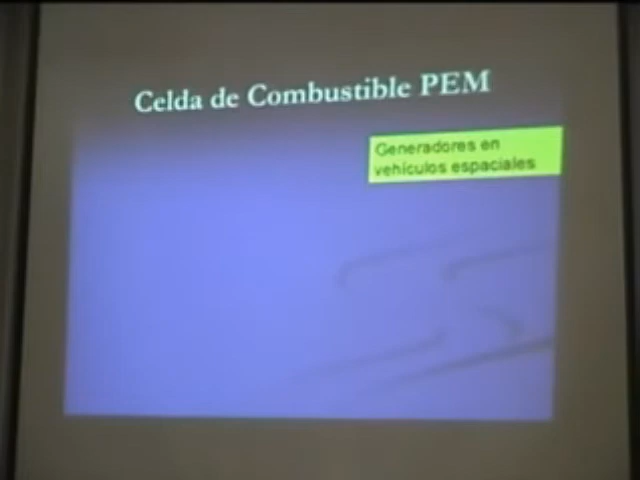 Celda de Combustible PEM
Generadores en
vehículos espaciales